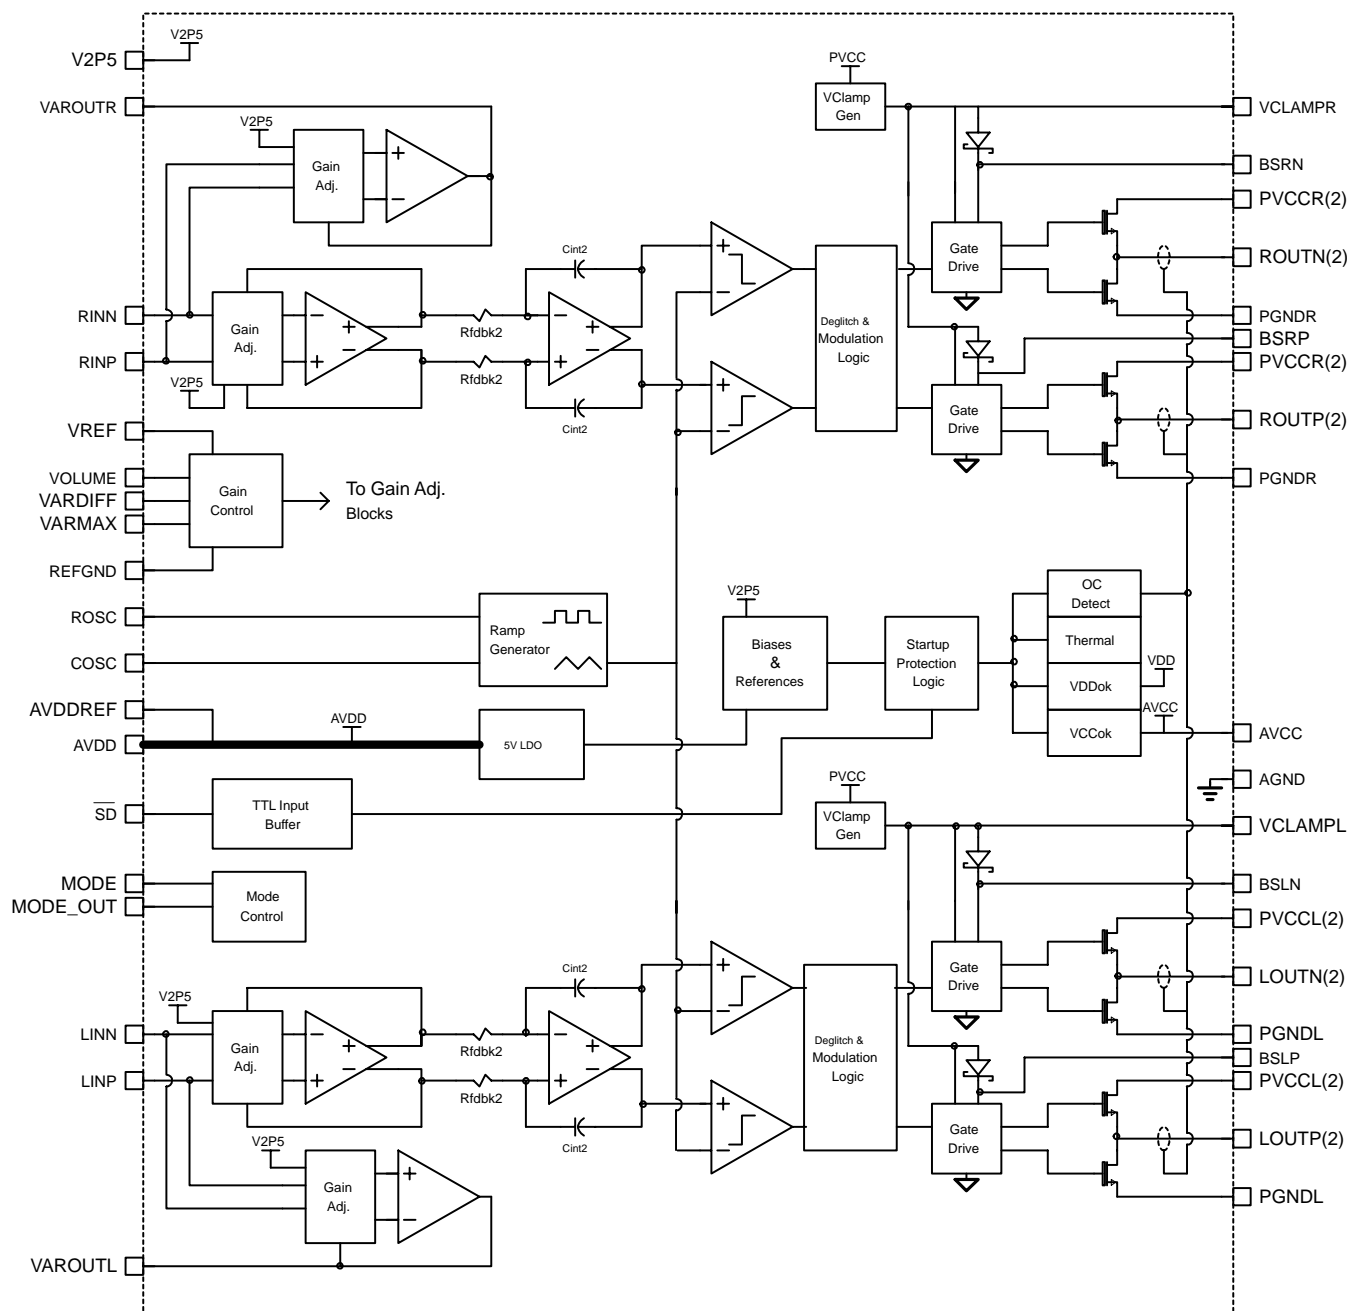 V2P5
V2P5
PVCC
VAROUTR
VClamp
Gen
VCLAMPR
V2P5
Gain
Adj.
+
−
BSRN
PVCCR(2)
Cint2
+
−
Gate
Drive
ROUTN(2)
RINN
Gain
Adj.
−
+
+
−
Rfdbk2
−
+
+
−
Deglitch &
Modulation
Logic
PGNDR
BSRP
RINP
V2P5
Rfdbk2
Cint2
+
−
Gate
Drive
PVCCR(2)
ROUTP(2)
PGNDR
VREF
VOLUME
VARDIFF
VARMAX
REFGND
Gain
Control
To Gain Adj.
Blocks
ROSC
COSC
Ramp
Generator
V2P5
Biases
&
References
Startup
Protection
Logic
OC
Detect
Thermal
VDDok
VDD
VCCok
AVCC
AVCC
AVDDREF
AVDD
AVDD
5V LDO
AGND
SD
TTL Input
Buffer
PVCC
VClamp
Gen
VCLAMPL
MODE
MODE_OUT
Mode
Control
BSLN
PVCCL(2)
V2P5
Cint2
+
−
Gate
Drive
LOUTN(2)
LINN
LINP
Gain
Adj.
−
+
+
−
Rfdbk2
Rfdbk2
−
+
+
−
Deglitch &
Modulation
Logic
PGNDL
BSLP
PVCCL(2)
Cint2
+
−
Gate
Drive
LOUTP(2)
V2P5
Gain
Adj.
+
−
PGNDL
VAROUTL